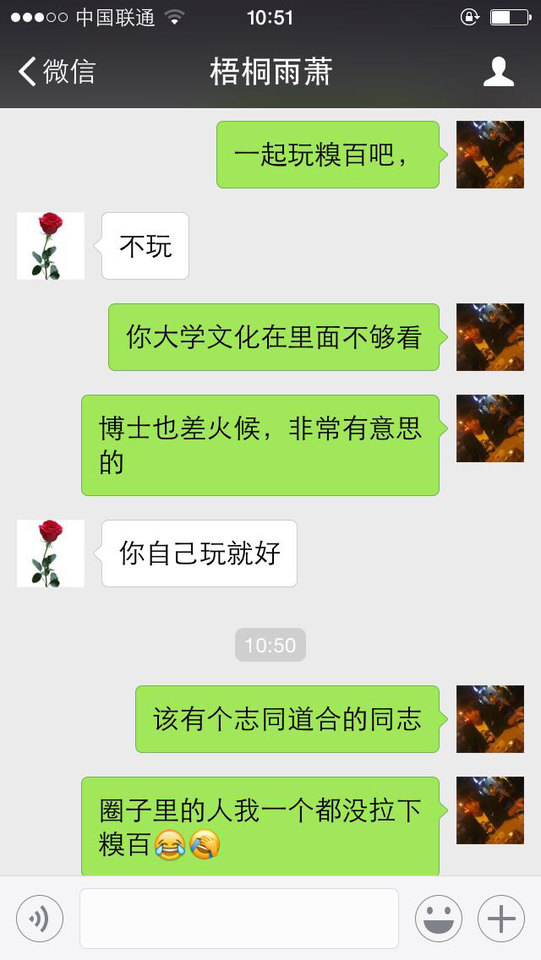 中国联通 10:51
微信 梧桐雨萧
一起玩糗百吧，
不玩
你大学文化在里面不够看
博士也差火候，非常有意思
的
你自己玩就好
10:50
该有个志同道合的同志
圈子里的人我一个都没拉下
糗百😂🤣